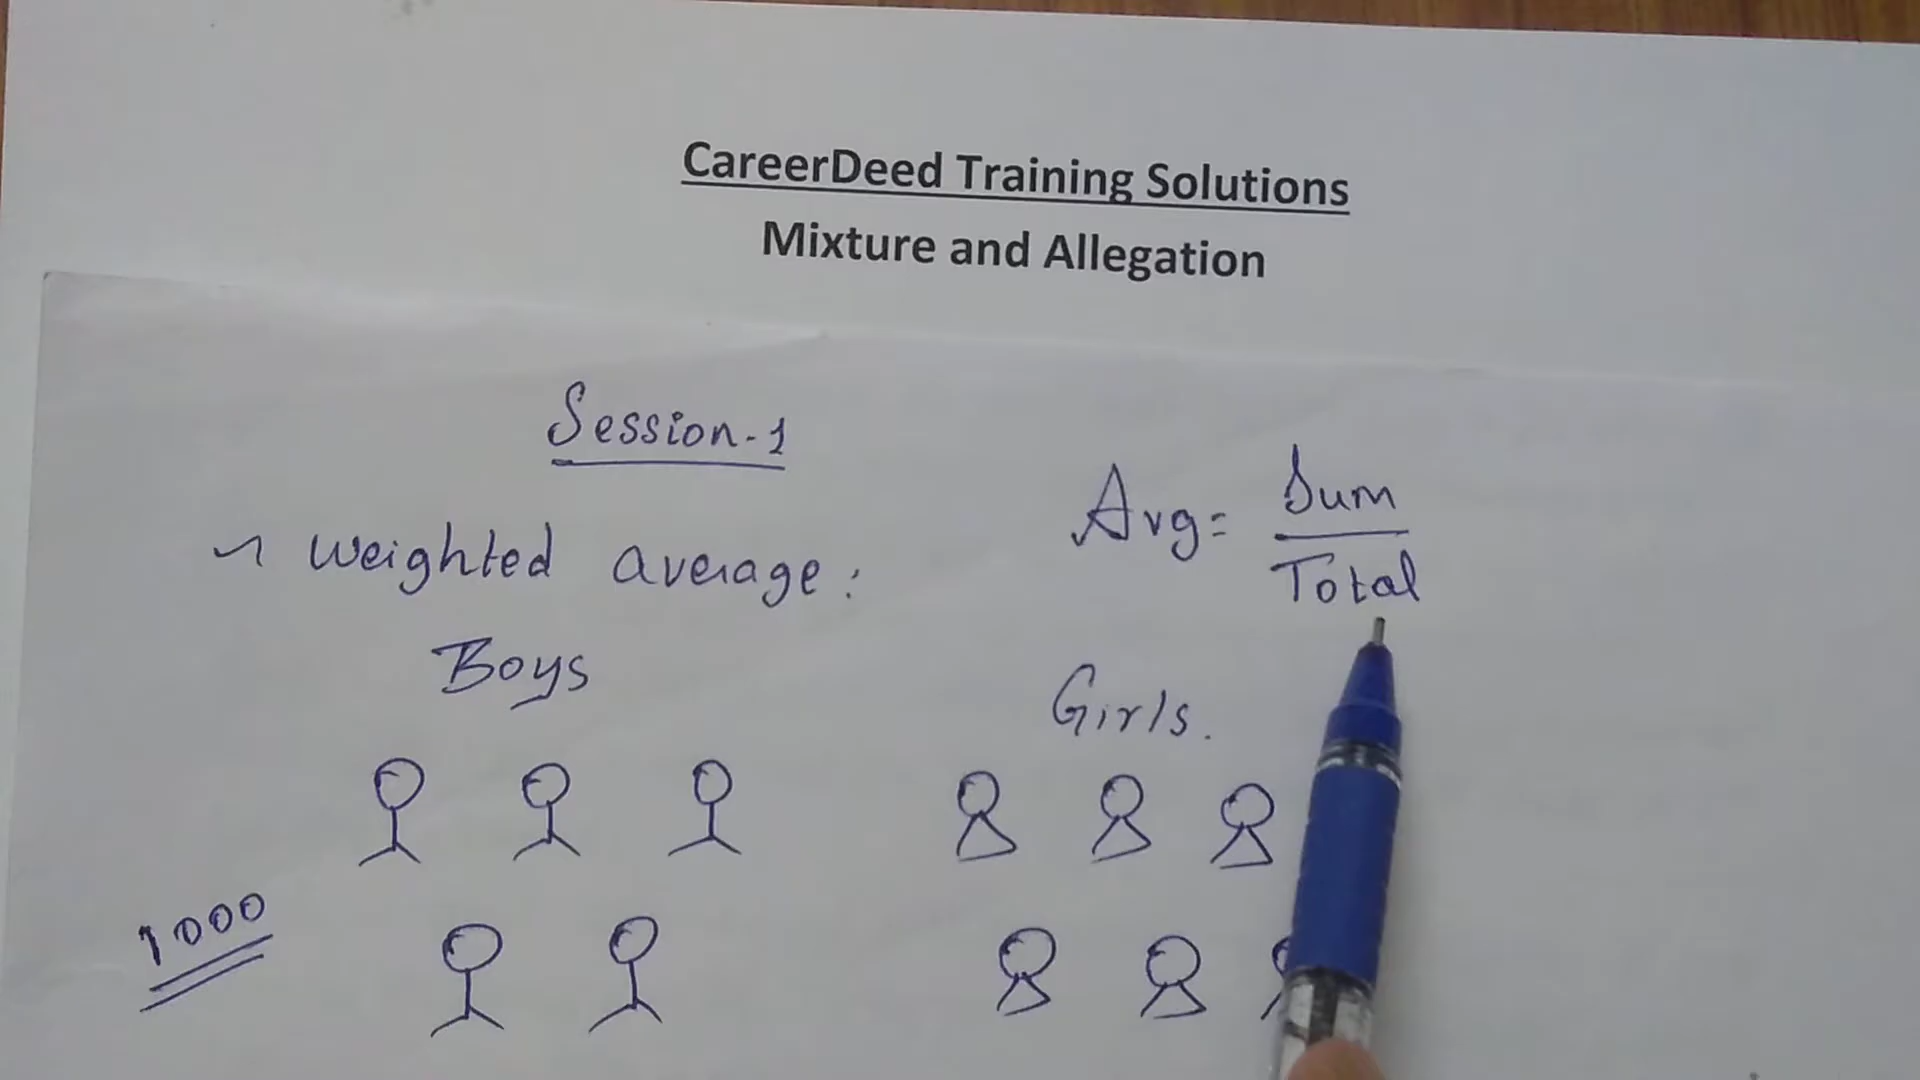 CareerDeed Training Solutions
Mixture and Allegation
Session-1
Avg = Sum
Total
weighted average:
Boys
Girls.
1000